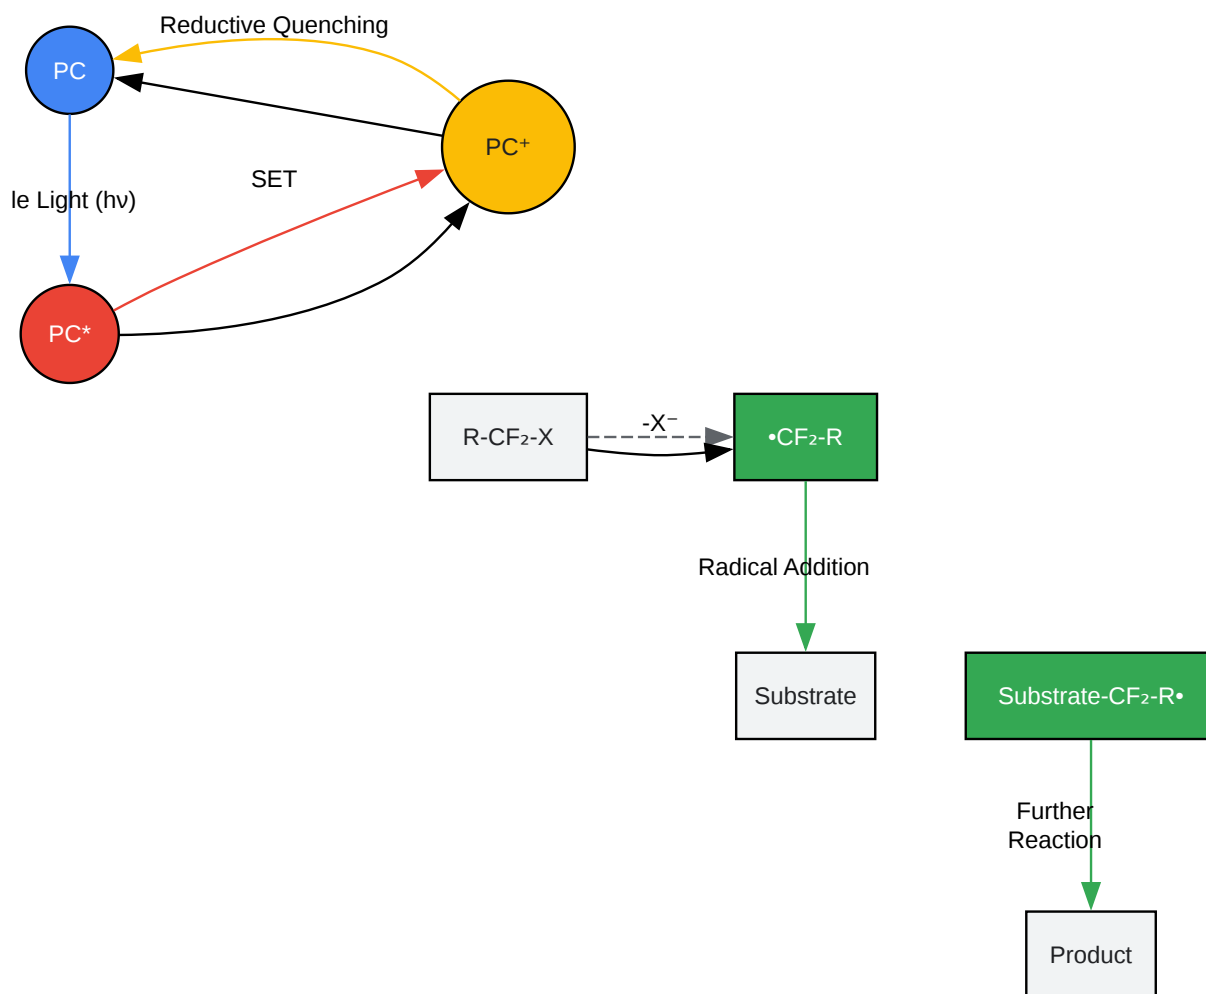 Reductive Quenching
PC
PC⁺
SET
le Light (hν)
PC*
R-CF₂-X
-X⁻
•CF₂-R
Radical Addition
Substrate
Substrate-CF₂-R•
Further
Reaction
Product